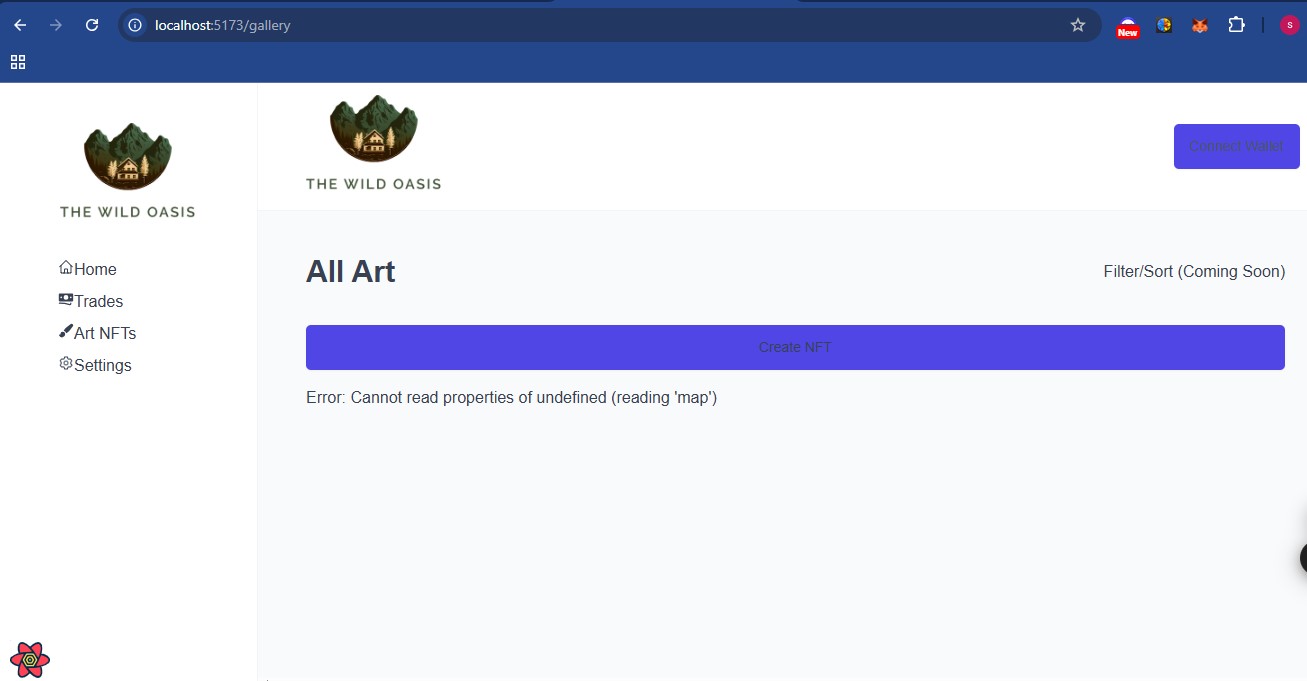 localhost:5173/gallery
New
S
THE WILD OASIS
THE WILD OASIS
Connect Wallet
Home
Trades
Art NFTs
Settings
All Art
Filter/Sort (Coming Soon)
Create NFT
Error: Cannot read properties of undefined (reading 'map')